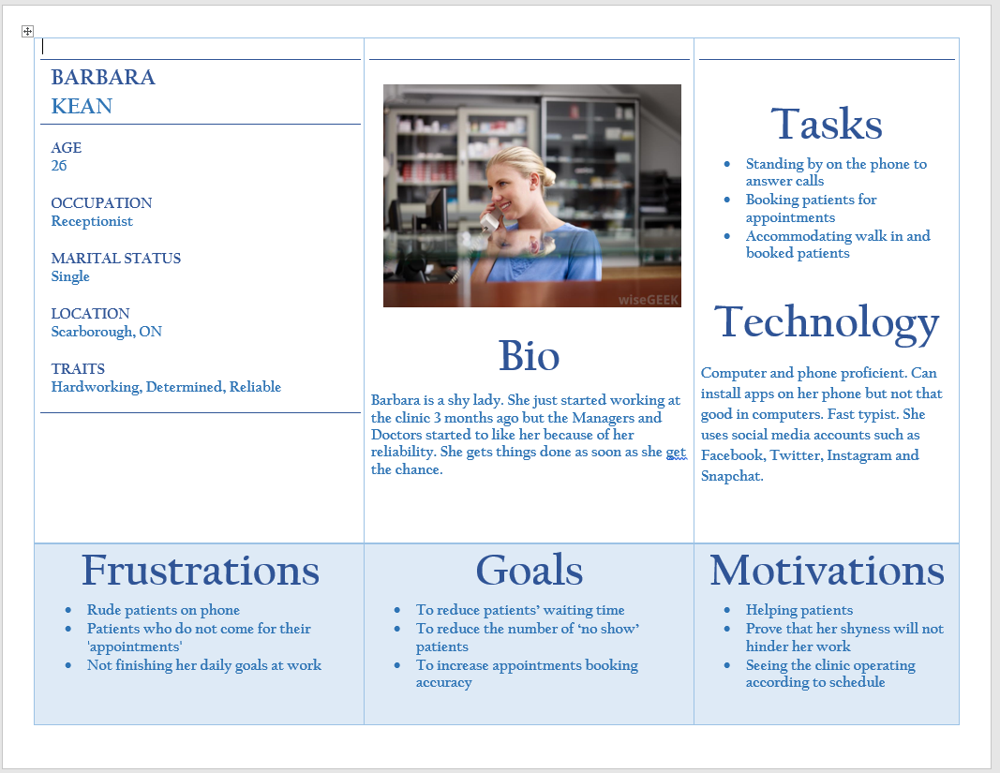 BARBARA
KEAN
AGE
26
OCCUPATION
Receptionist
MARITAL STATUS
Single
LOCATION
Scarborough, ON
TRAITS
Hardworking, Determined, Reliable
wiseGEEK
Bio
Barbara is a shy lady. She just started working at
the clinic 3 months ago but the Managers and
Doctors started to like her because of her
reliability. She gets things done as soon as she get
the chance.
Tasks
• Standing by on the phone to
answer calls
• Booking patients for
appointments
• Accommodating walk in and
booked patients
Technology
Computer and phone proficient. Can
install apps on her phone but not that
good in computers. Fast typist. She
uses social media accounts such as
Facebook, Twitter, Instagram and
Snapchat.
Frustrations
• Rude patients on phone
• Patients who do not come for their
'appointments'
• Not finishing her daily goals at work
Goals
• To reduce patients’ waiting time
• To reduce the number of ‘no show’
patients
• To increase appointments booking
accuracy
Motivations
• Helping patients
• Prove that her shyness will not
hinder her work
• Seeing the clinic operating
according to schedule